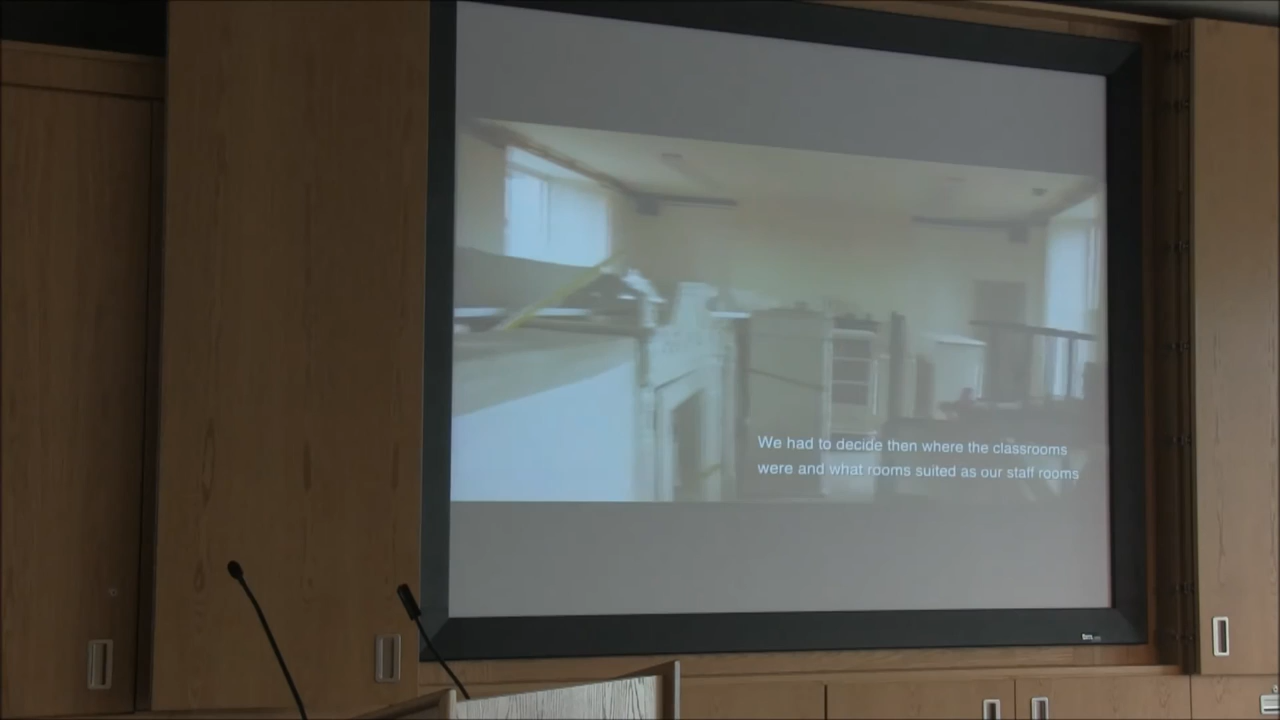 We had to decide then where the classrooms
were and what rooms suited as our staff rooms